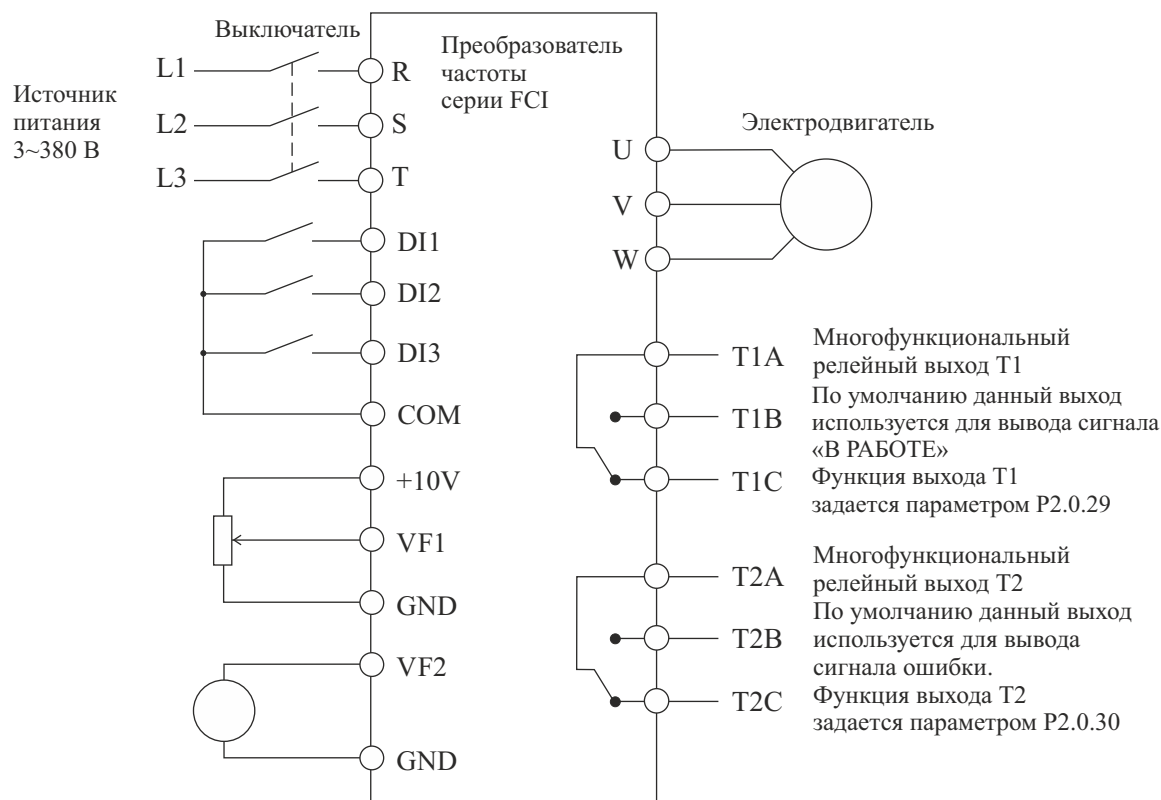 Выключатель
Источник
питания
3~380 В
L1
L2
L3
R
S
T
Преобразователь
частоты
серии FCI
DI1
DI2
DI3
COM
+10V
VF1
GND
VF2
GND
Электродвигатель
U
V
W
T1A
T1B
T1C
Многофункциональный
релейный выход T1
По умолчанию данный выход
используется для вывода сигнала
«В РАБОТЕ»
Функция выхода T1
задается параметром P2.0.29
T2A
T2B
T2C
Многофункциональный
релейный выход T2
По умолчанию данный выход
используется для вывода
сигнала ошибки.
Функция выхода T2
задается параметром P2.0.30